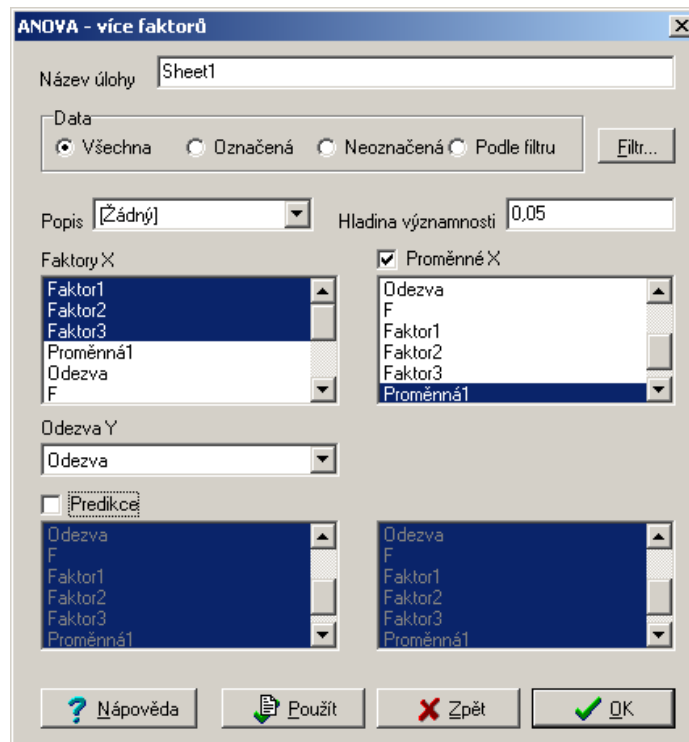 ANOVA - více faktorů
Název úlohy Sheet1
Data
Všechna Označená Neoznačená Podle filtru Filtr...
Popis [Žádný] Hladina významnosti 0,05
Faktory X Proměnné X
Faktor1 Odezva
Faktor2 F
Faktor3 Faktor1
Proměnná1 Faktor2
Odezva Faktor3
F Proměnná1
Odezva Y
Odezva
Predikce
Odezva Odezva
F F
Faktor1 Faktor1
Faktor2 Faktor2
Faktor3 Faktor3
Proměnná1 Proměnná1
Nápověda Použít Zpět OK